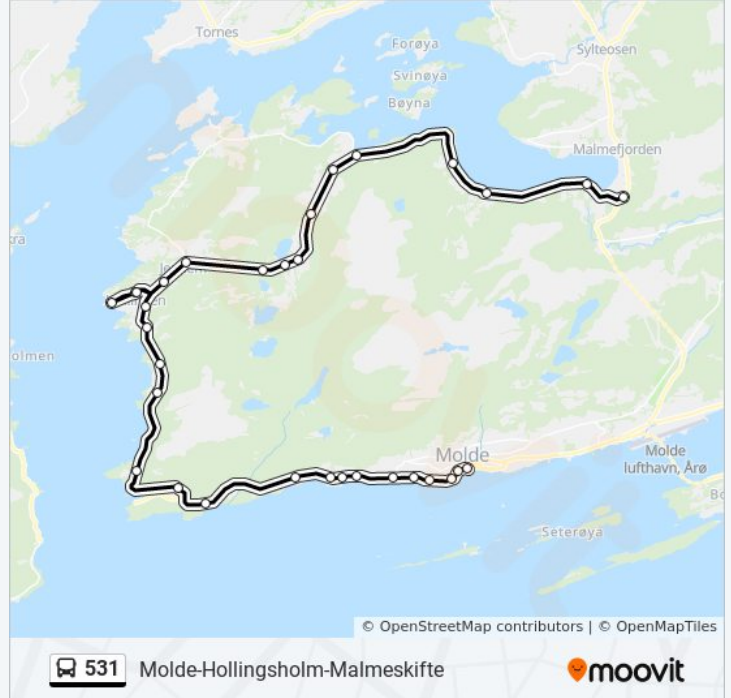 Tornes
Forøya
Sylteosen
Svinøya
Bøyna
Malmefjorden
olmen
Molde
Molde
lufthavn, Årø
Seterøya
© OpenStreetMap contributors | © OpenMapTiles
531 Molde-Hollingsholm-Malmeskifte
moovit